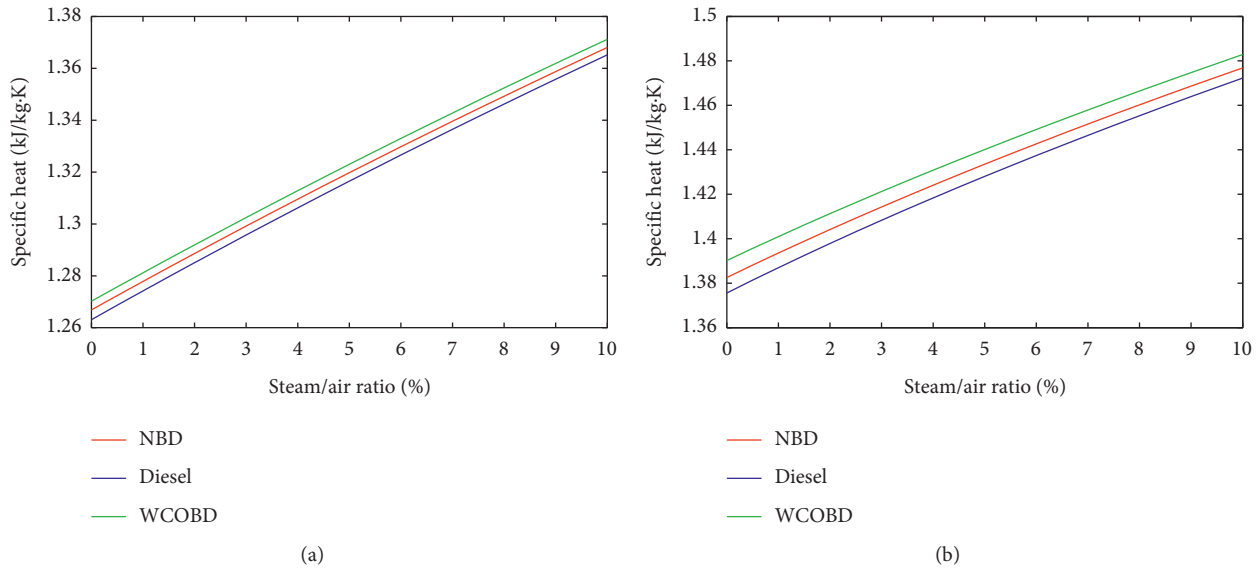 Specific heat (kJ/kg·K)
1.38
1.36
1.34
1.32
1.3
1.28
1.26
0 1 2 3 4 5 6 7 8 9 10
Steam/air ratio (%)
NBD
Diesel
WCOBD
(a)
Specific heat (kJ/kg·K)
1.5
1.48
1.46
1.44
1.42
1.4
1.38
1.36
0 1 2 3 4 5 6 7 8 9 10
Steam/air ratio (%)
NBD
Diesel
WCOBD
(b)